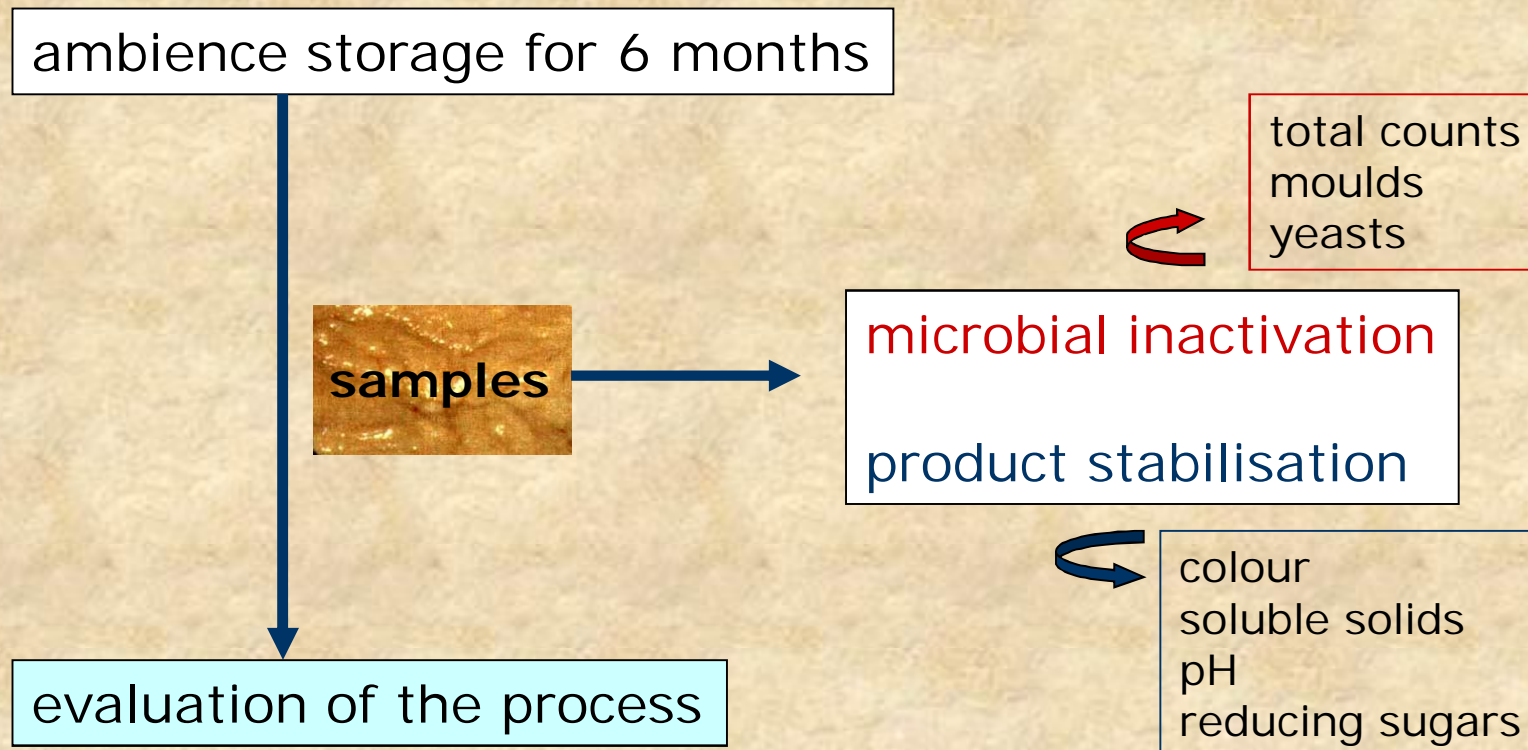 ambience storage for 6 months
total counts
moulds
yeasts
samples
microbial inactivation
product stabilisation
colour
soluble solids
pH
reducing sugars
evaluation of the process